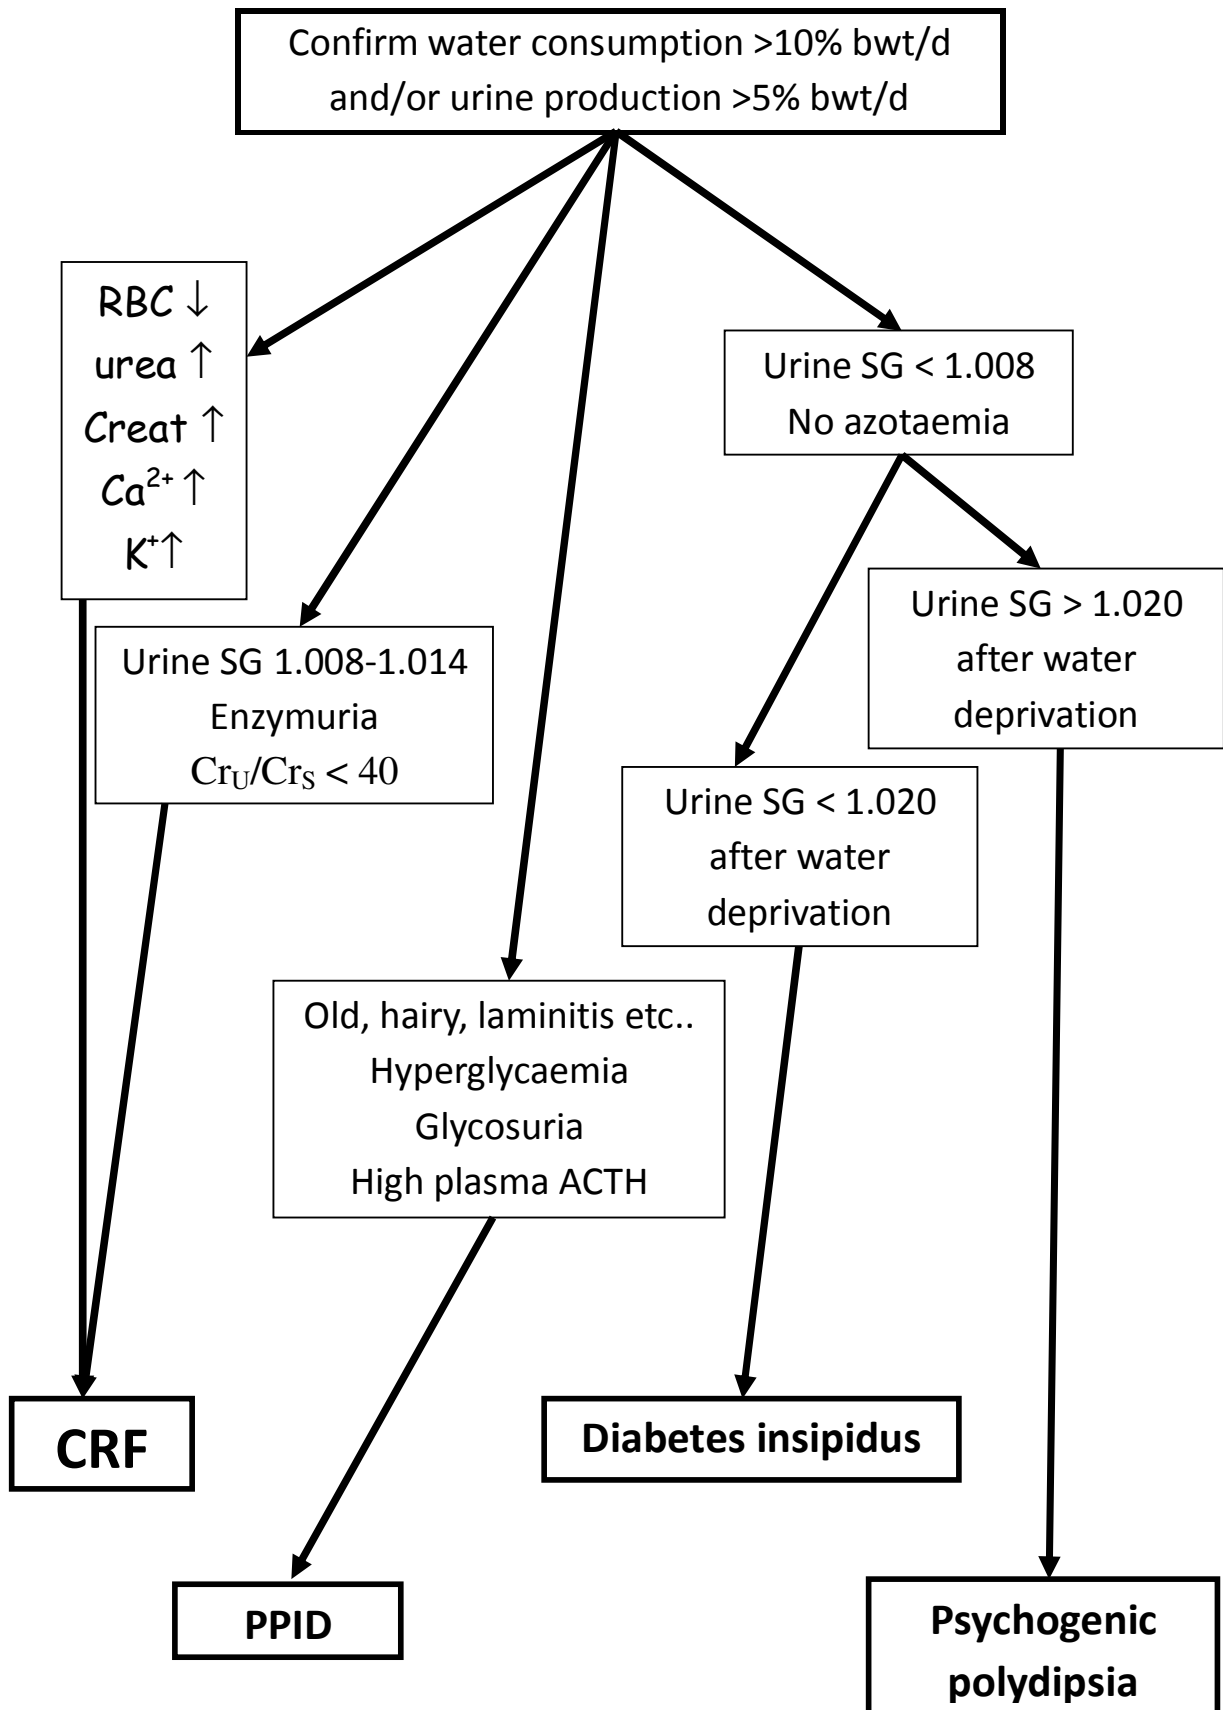 Confirm water consumption >10% bwt/d
and/or urine production >5% bwt/d
RBC ↓
urea ↑
Creat ↑
Ca²⁺ ↑
K⁺↑
Urine SG < 1.008
No azotaemia
Urine SG > 1.020
after water
deprivation
Urine SG 1.008-1.014
Enzymuria
Cr_U/Cr_S < 40
Urine SG < 1.020
after water
deprivation
Old, hairy, laminitis etc..
Hyperglycaemia
Glycosuria
High plasma ACTH
CRF
Diabetes insipidus
PPID
Psychogenic
polydipsia